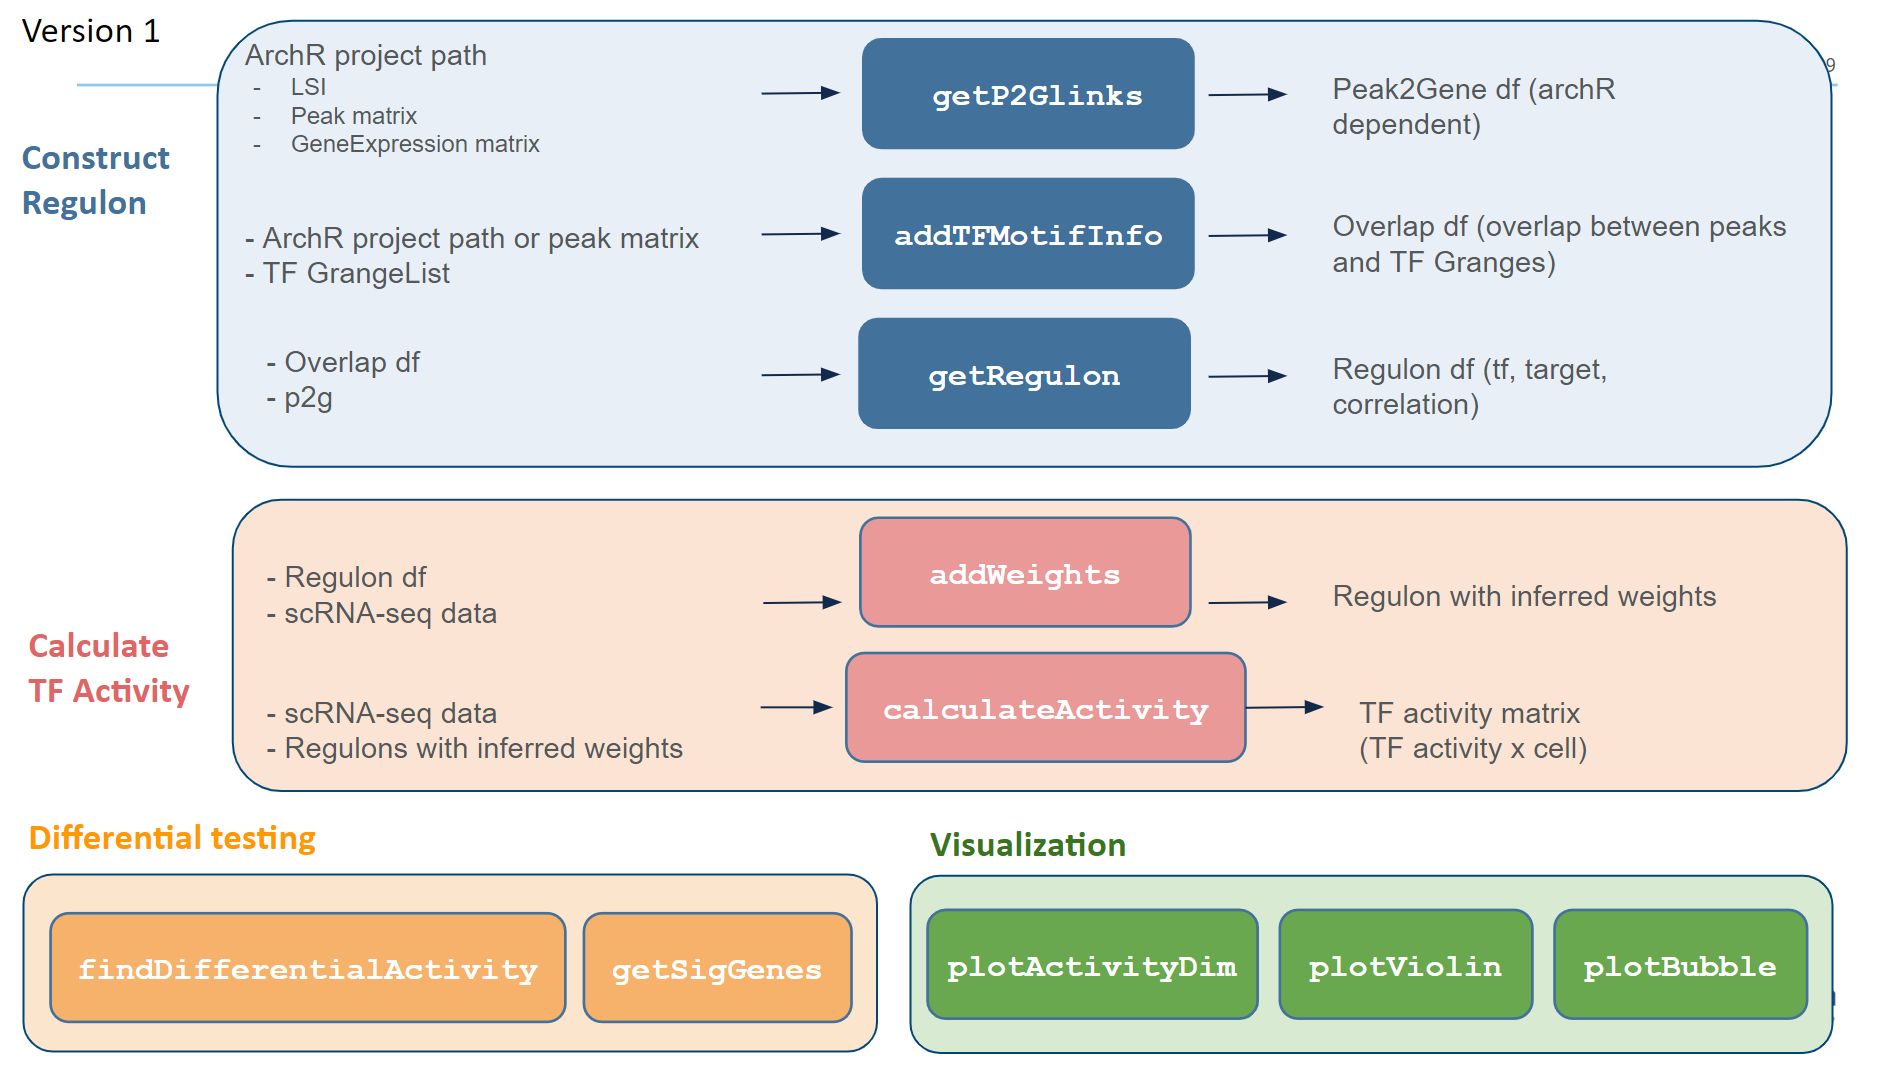 Version 1
9
Construct
Regulon
ArchR project path
- LSI
- Peak matrix
- GeneExpression matrix
getP2Glinks
Peak2Gene df (archR
dependent)
- ArchR project path or peak matrix
- TF GrangeList
addTFMotifInfo
Overlap df (overlap between peaks
and TF Granges)
- Overlap df
- p2g
getRegulon
Regulon df (tf, target,
correlation)
Calculate
TF Activity
- Regulon df
- scRNA-seq data
addWeights
Regulon with inferred weights
- scRNA-seq data
- Regulons with inferred weights
calculateActivity
TF activity matrix
(TF activity x cell)
Differential testing
findDifferentialActivity
getSigGenes
Visualization
plotActivityDim
plotViolin
plotBubble